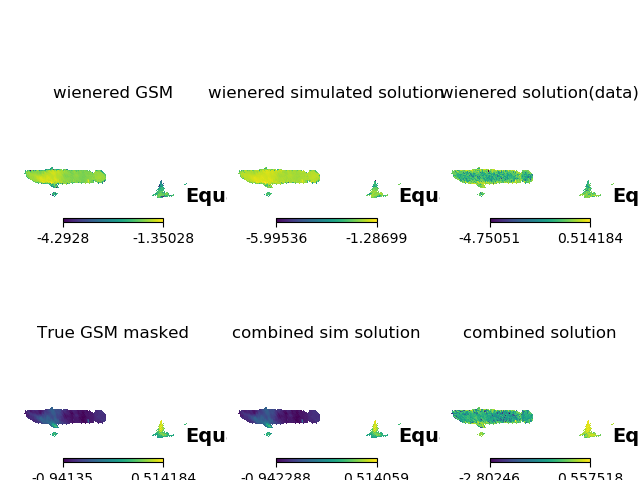 wienered GSM
wienered simulated solution
wienered solution(data)
Equ
Equ
Eq
-4.2928 -1.35028
-5.99536 -1.28699
-4.75051 0.514184
True GSM masked
combined sim solution
combined solution
Equ
Equ
Eq
-0.94135 0.514184
-0.942288 0.514059
-2.80246 0.557518